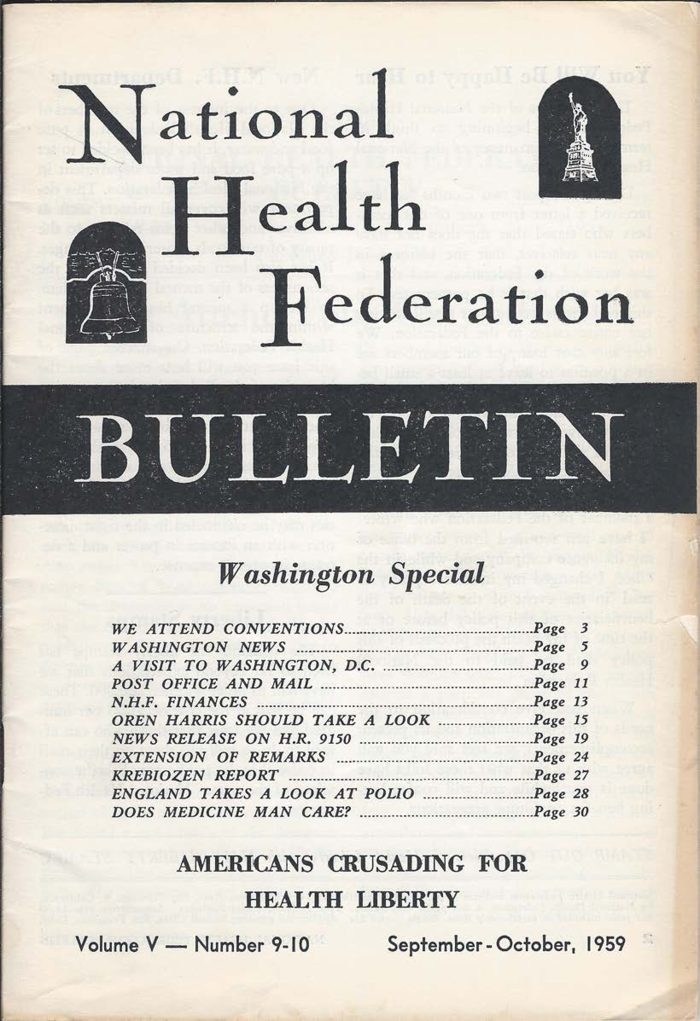 National
Health
Federation
BULLETIN
Washington Special
WE ATTEND CONVENTIONS Page 3
WASHINGTON NEWS Page 5
A VISIT TO WASHINGTON, D.C. Page 9
POST OFFICE AND MAIL Page 11
N.H.F. FINANCES Page 13
OREN HARRIS SHOULD TAKE A LOOK Page 15
NEWS RELEASE ON H.R. 9150 Page 19
EXTENSION OF REMARKS Page 24
KREBIOZEN REPORT Page 27
ENGLAND TAKES A LOOK AT POLIO Page 28
DOES MEDICINE MAN CARE? Page 30
AMERICANS CRUSADING FOR
HEALTH LIBERTY
Volume V — Number 9-10 September-October, 1959